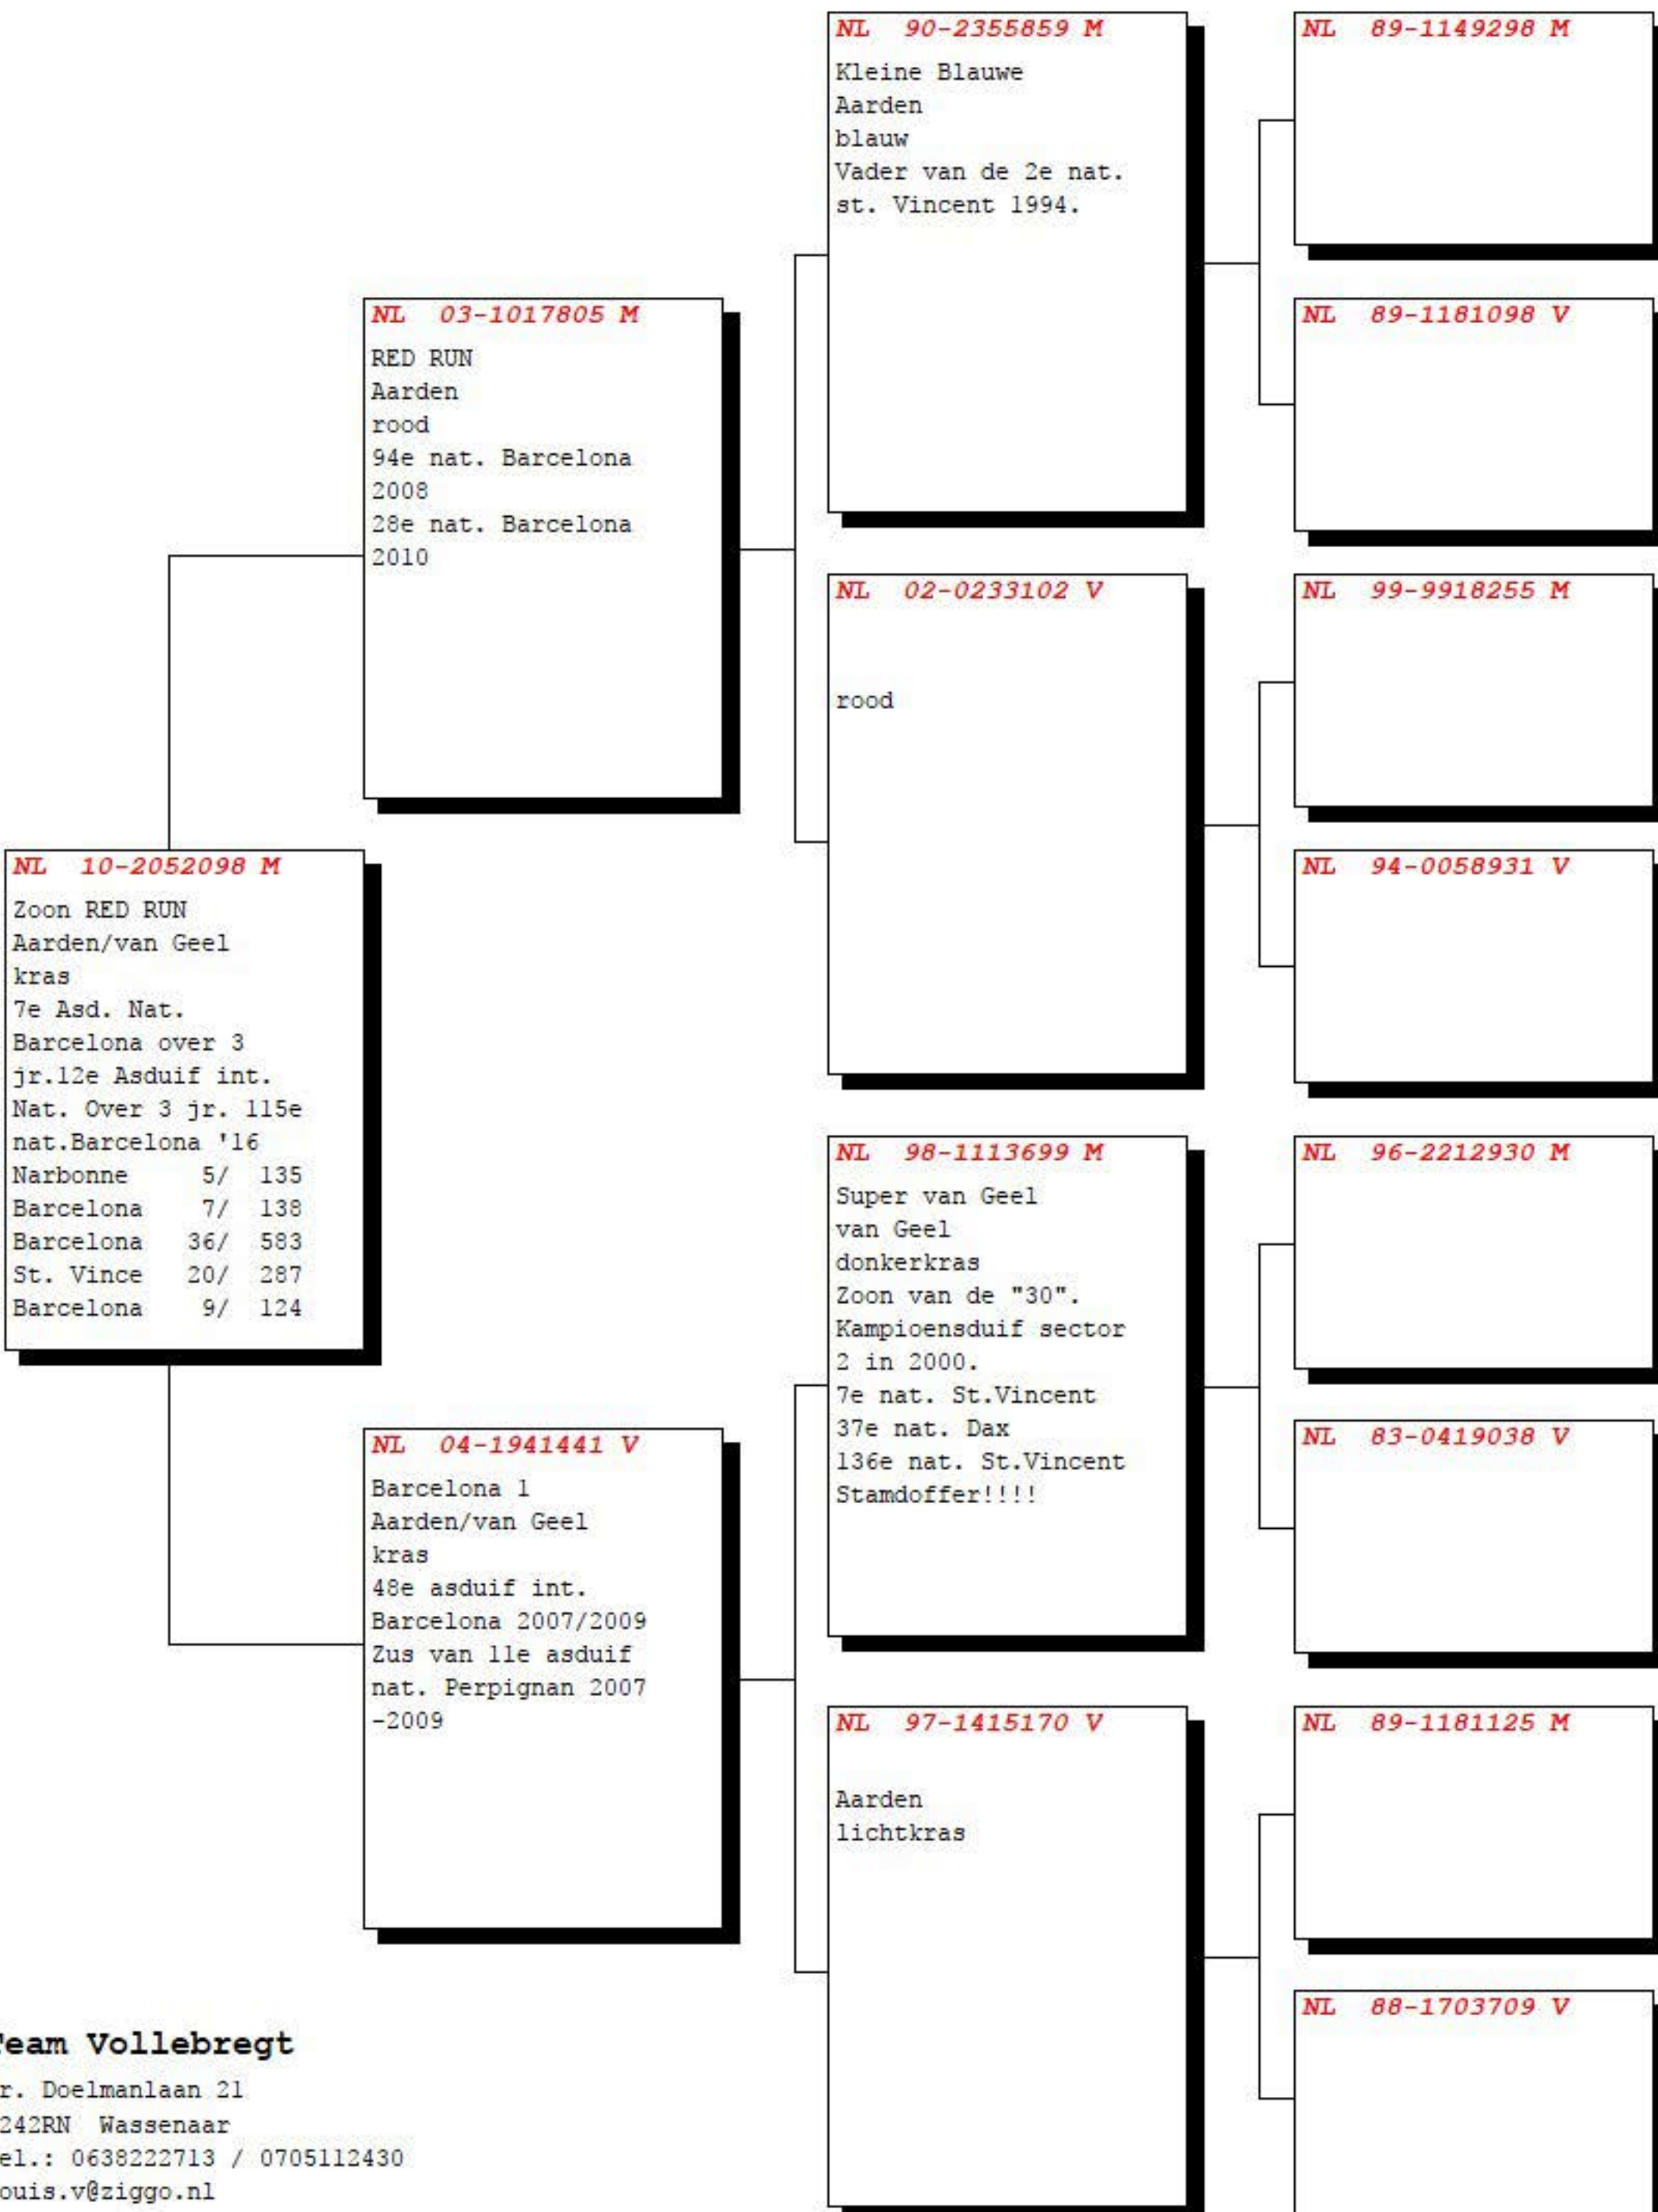 NL 10-2052098 M
Zoon RED RUN
Aarden/van Geel
kras
7e Asd. Nat.
Barcelona over 3
jr.12e Asduif int.
Nat. Over 3 jr. 115e
nat.Barcelona '16
Narbonne 5/ 135
Barcelona 7/ 138
Barcelona 36/ 583
St. Vince 20/ 287
Barcelona 9/ 124
NL 03-1017805 M
RED RUN
Aarden
rood
94e nat. Barcelona
2008
28e nat. Barcelona
2010
NL 04-1941441 V
Barcelona 1
Aarden/van Geel
kras
48e asduif int.
Barcelona 2007/2009
Zus van 11e asduif
nat. Perpignan 2007
-2009
NL 90-2355859 M
Kleine Blauwe
Aarden
blauw
Vader van de 2e nat.
st. Vincent 1994.
NL 02-0233102 V
rood
NL 98-1113699 M
Super van Geel
van Geel
donkerkras
Zoon van de "30".
Kampioensduif sector
2 in 2000.
7e nat. St.Vincent
37e nat. Dax
136e nat. St.Vincent
Stamdoffer!!!!
NL 97-1415170 V
Aarden
lichtkras
NL 89-1149298 M
NL 89-1181098 V
NL 99-9918255 M
NL 94-0058931 V
NL 96-2212930 M
NL 83-0419038 V
NL 89-1181125 M
NL 88-1703709 V
Team Vollebregt
r. Doelmanlaan 21
242RN Wassenaar
el.: 0638222713 / 0705112430
ouis.v@ziggo.nl